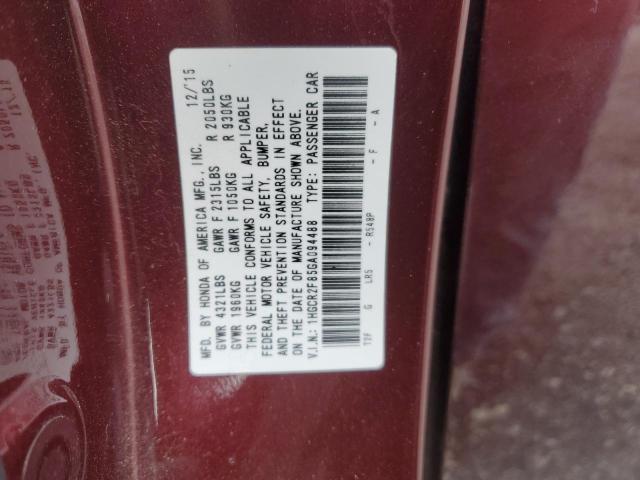 MFD. BY HONDA OF AMERICA MFG., INC. 12/15
GVWR 4321LBS GAWR F 2315LBS R 2050LBS
GVWR 1960KG GAWR F 1050KG R 930KG
THIS VEHICLE CONFORMS TO ALL APPLICABLE
FEDERAL MOTOR VEHICLE SAFETY, BUMPER,
AND THEFT PREVENTION STANDARDS IN EFFECT
ON THE DATE OF MANUFACTURE SHOWN ABOVE.
V.I.N.: 1HGCR2F85GA094488 TYPE: PASSENGER CAR
T2F G LR5 - R548P - F - A